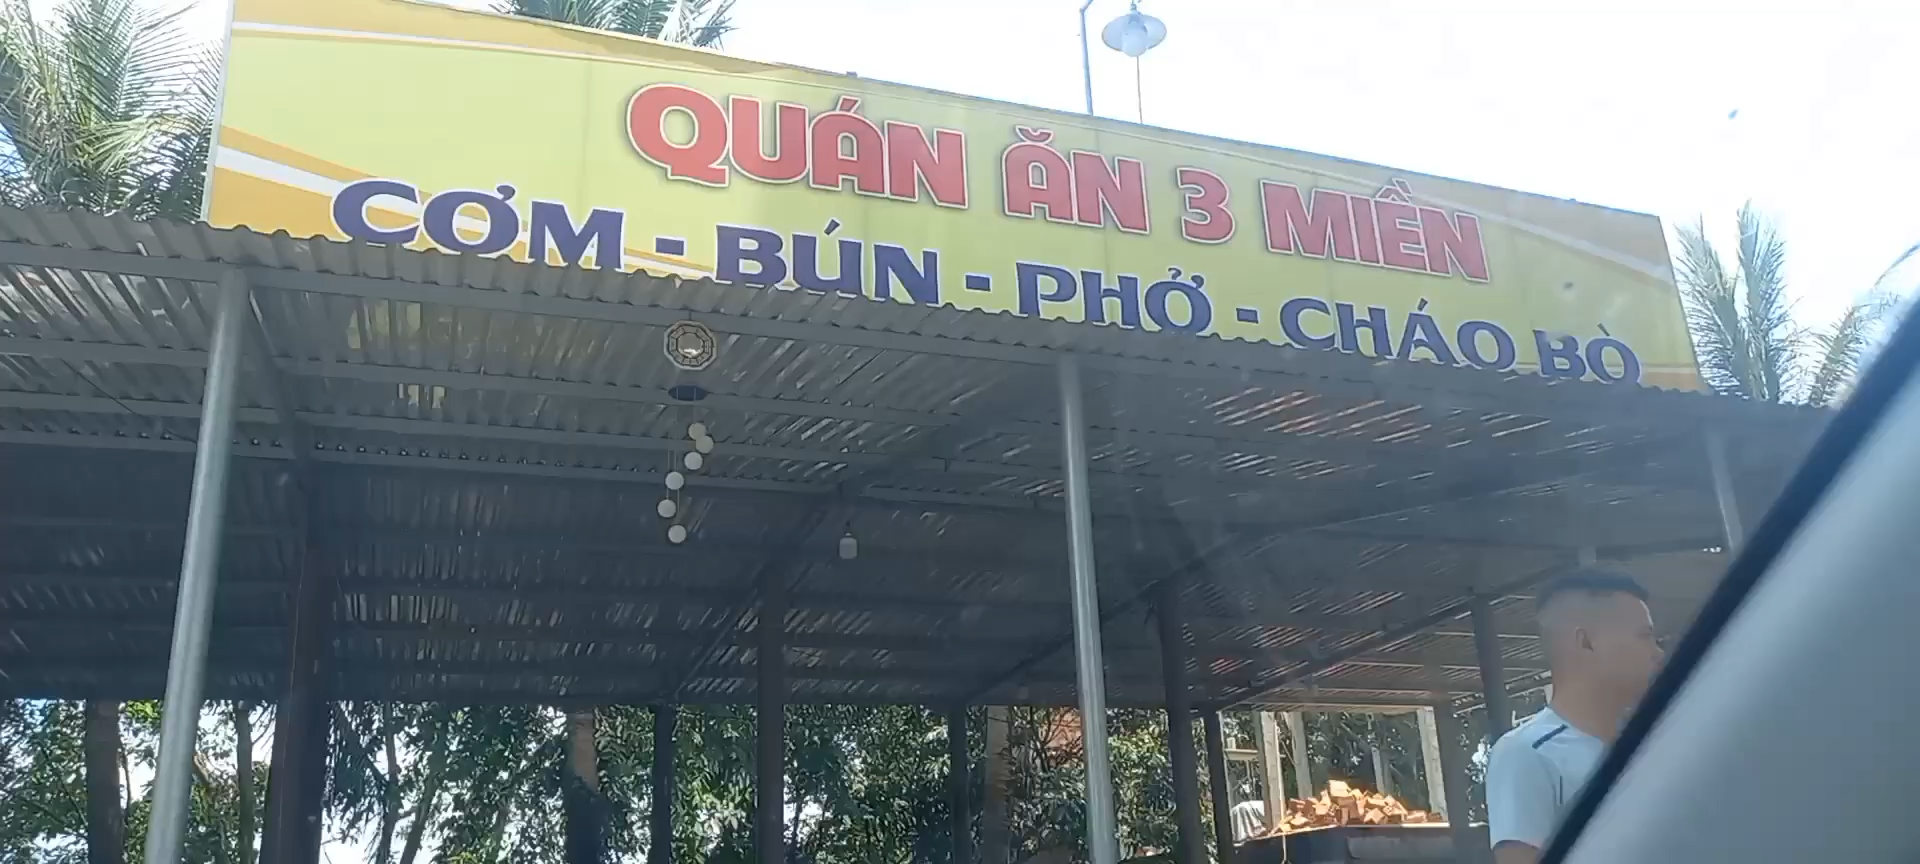 QUÁN ĂN 3 MIỀN
CƠM - BÚN - PHỞ - CHÁO BÒ